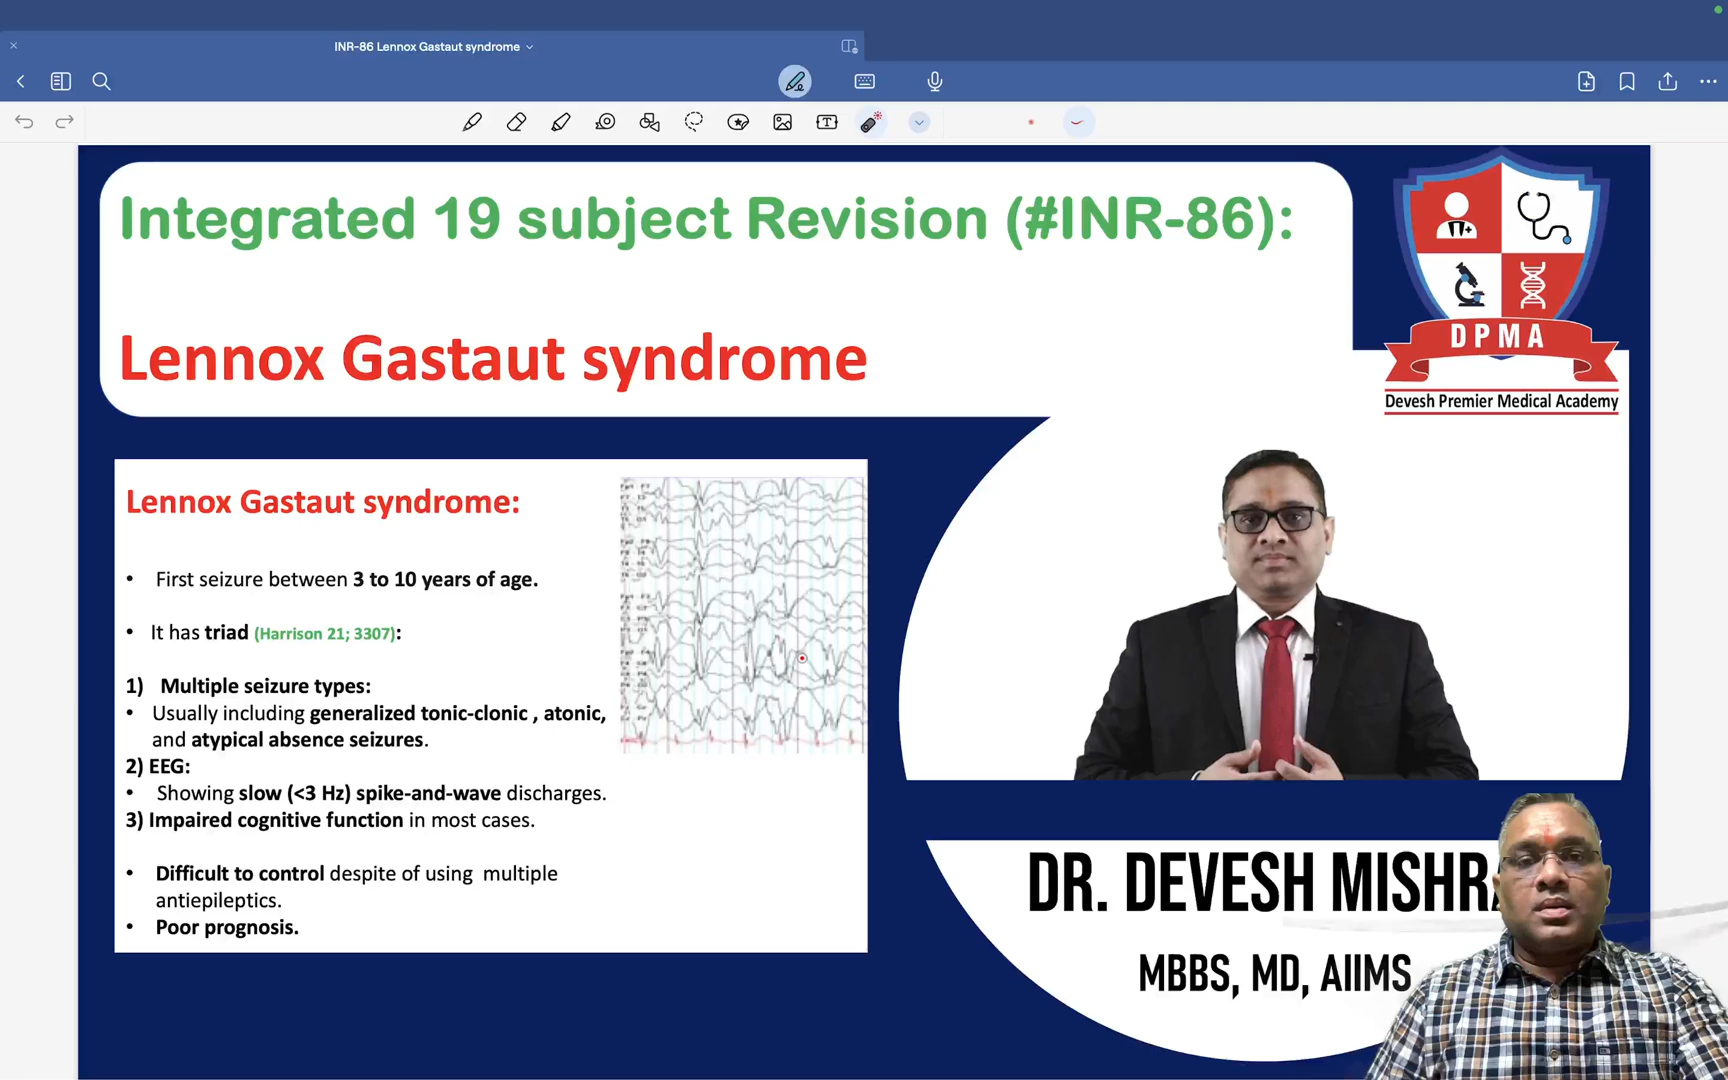 INR-86 Lennox Gastaut syndrome
Integrated 19 subject Revision (#INR-86):
Lennox Gastaut syndrome
DPMA
Devesh Premier Medical Academy
Lennox Gastaut syndrome:
• First seizure between 3 to 10 years of age.
• It has triad (Harrison 21; 3307):
1) Multiple seizure types:
• Usually including generalized tonic-clonic , atonic,
and atypical absence seizures.
2) EEG:
• Showing slow (<3 Hz) spike-and-wave discharges.
3) Impaired cognitive function in most cases.
• Difficult to control despite of using multiple
antiepileptics.
• Poor prognosis.
DR. DEVESH MISHRA
MBBS, MD, AIIMS